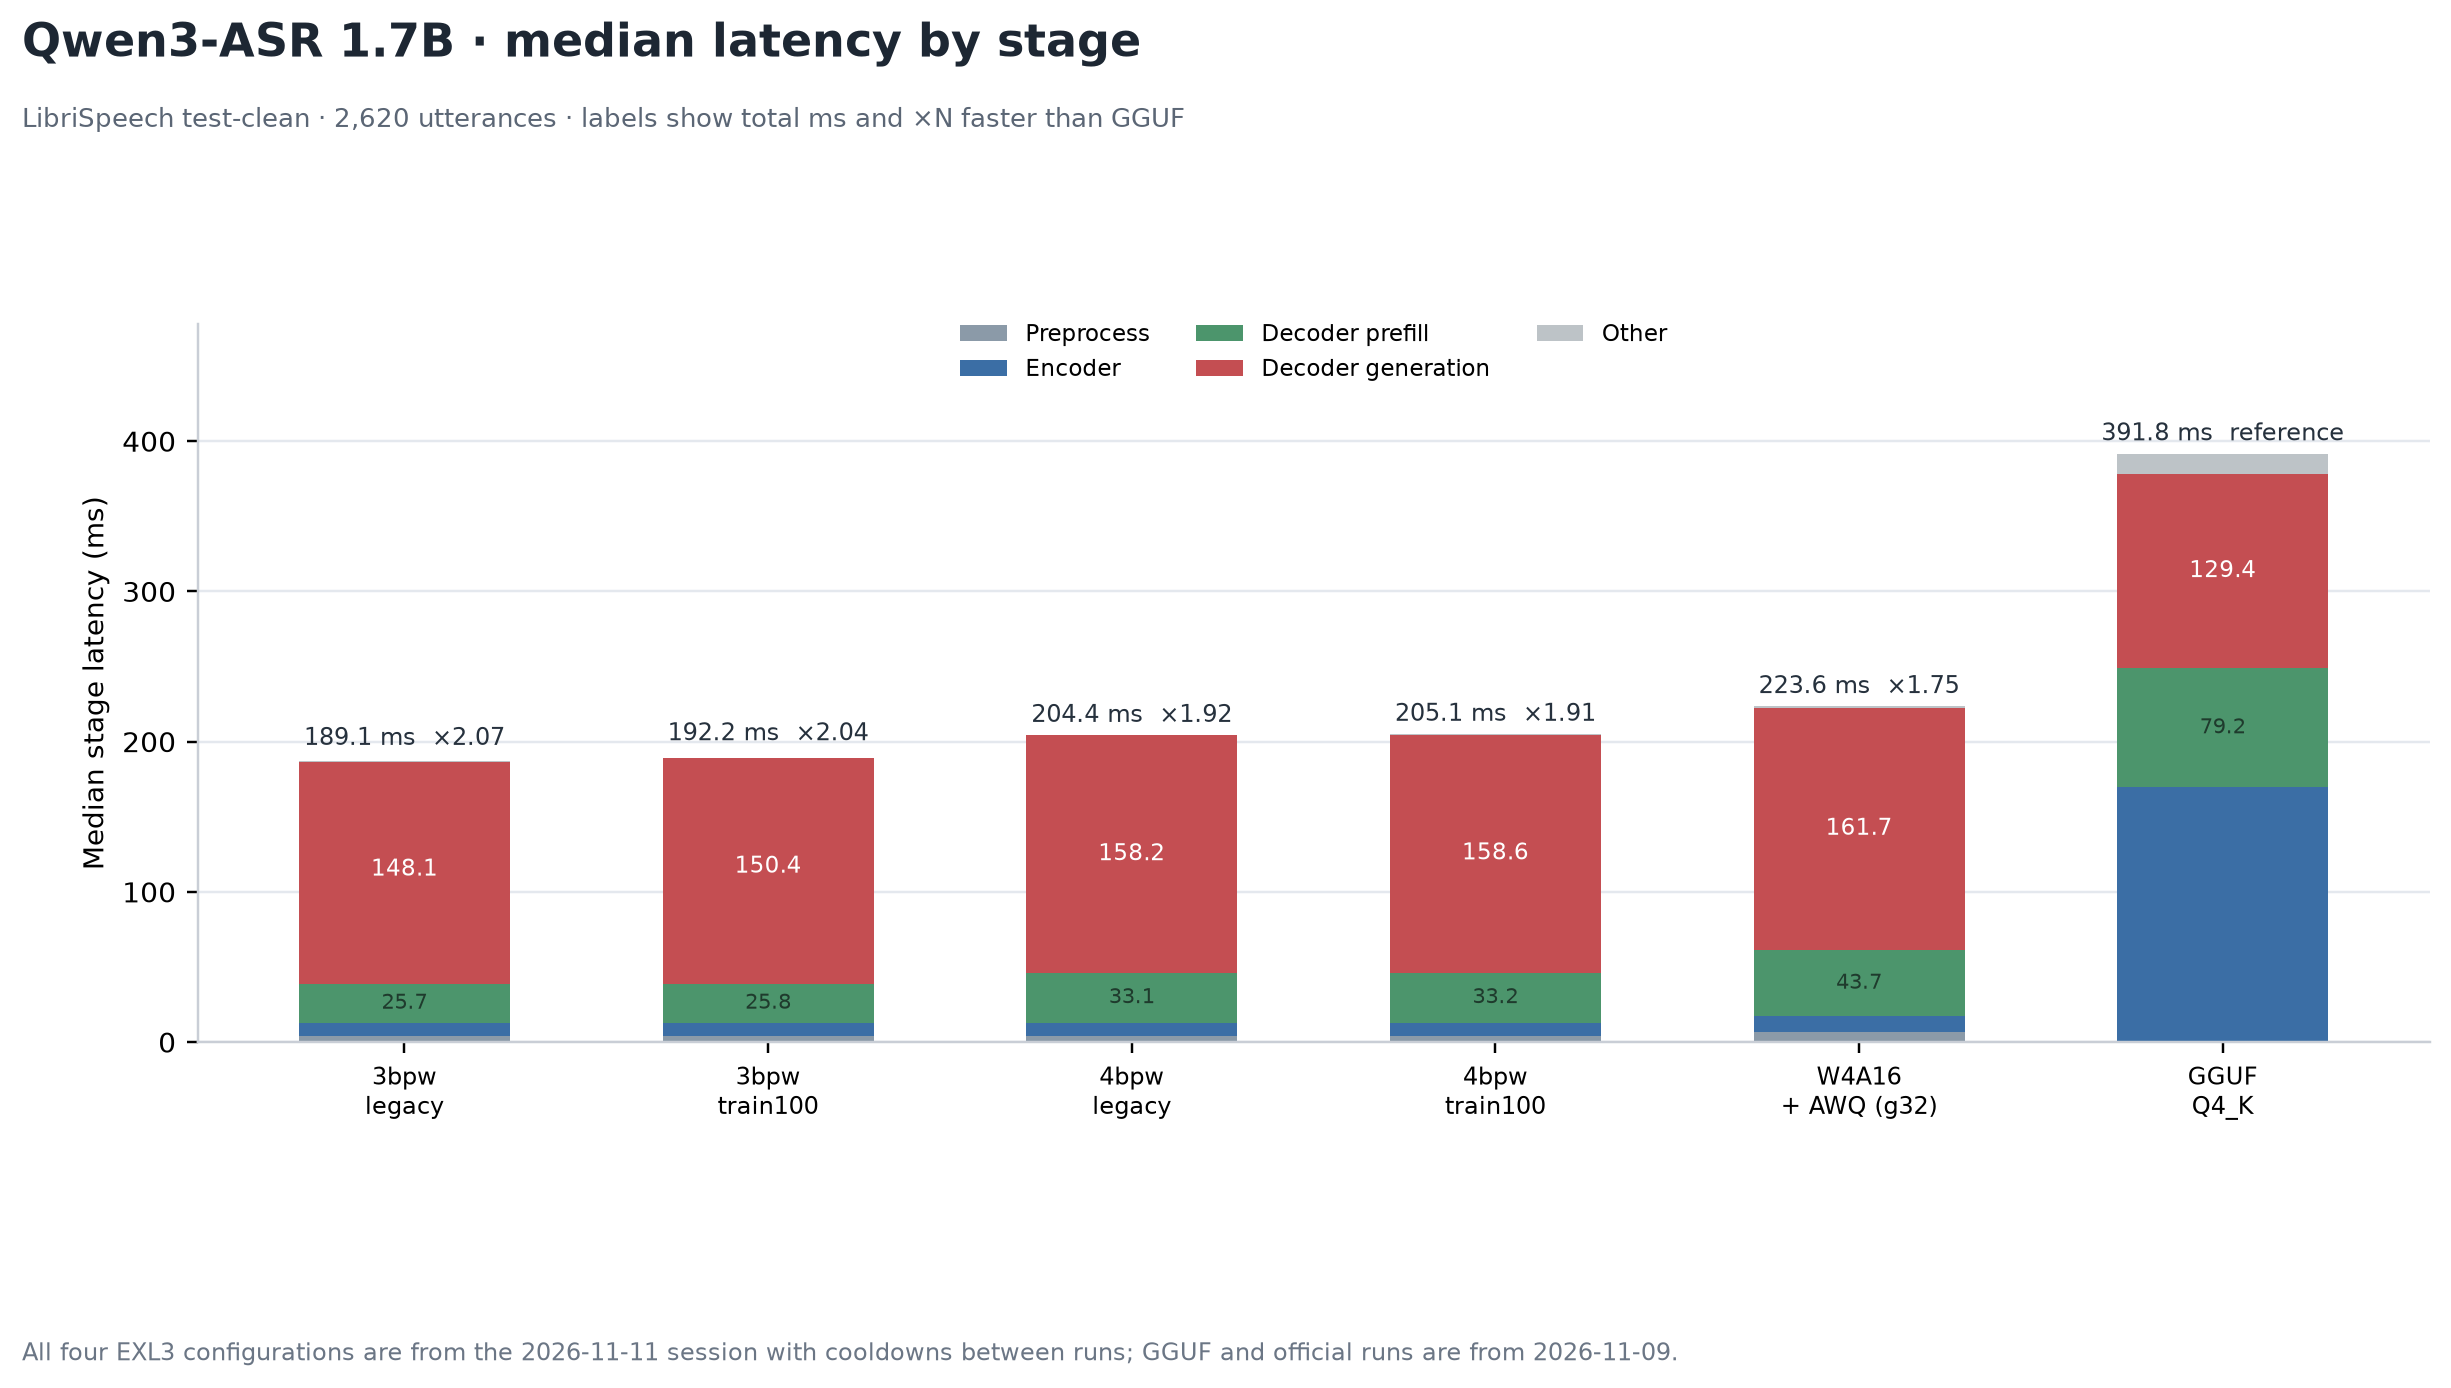 Qwen3-ASR 1.7B · median latency by stage
LibriSpeech test-clean · 2,620 utterances · labels show total ms and ×N faster than GGUF
Preprocess
Encoder
Decoder prefill
Decoder generation
Other
Median stage latency (ms)
400
300
200
100
0
189.1 ms ×2.07
148.1
25.7
192.2 ms ×2.04
150.4
25.8
204.4 ms ×1.92
158.2
33.1
205.1 ms ×1.91
158.6
33.2
223.6 ms ×1.75
161.7
43.7
391.8 ms reference
129.4
79.2
3bpw
legacy
3bpw
train100
4bpw
legacy
4bpw
train100
W4A16
+ AWQ (g32)
GGUF
Q4_K
All four EXL3 configurations are from the 2026-11-11 session with cooldowns between runs; GGUF and official runs are from 2026-11-09.